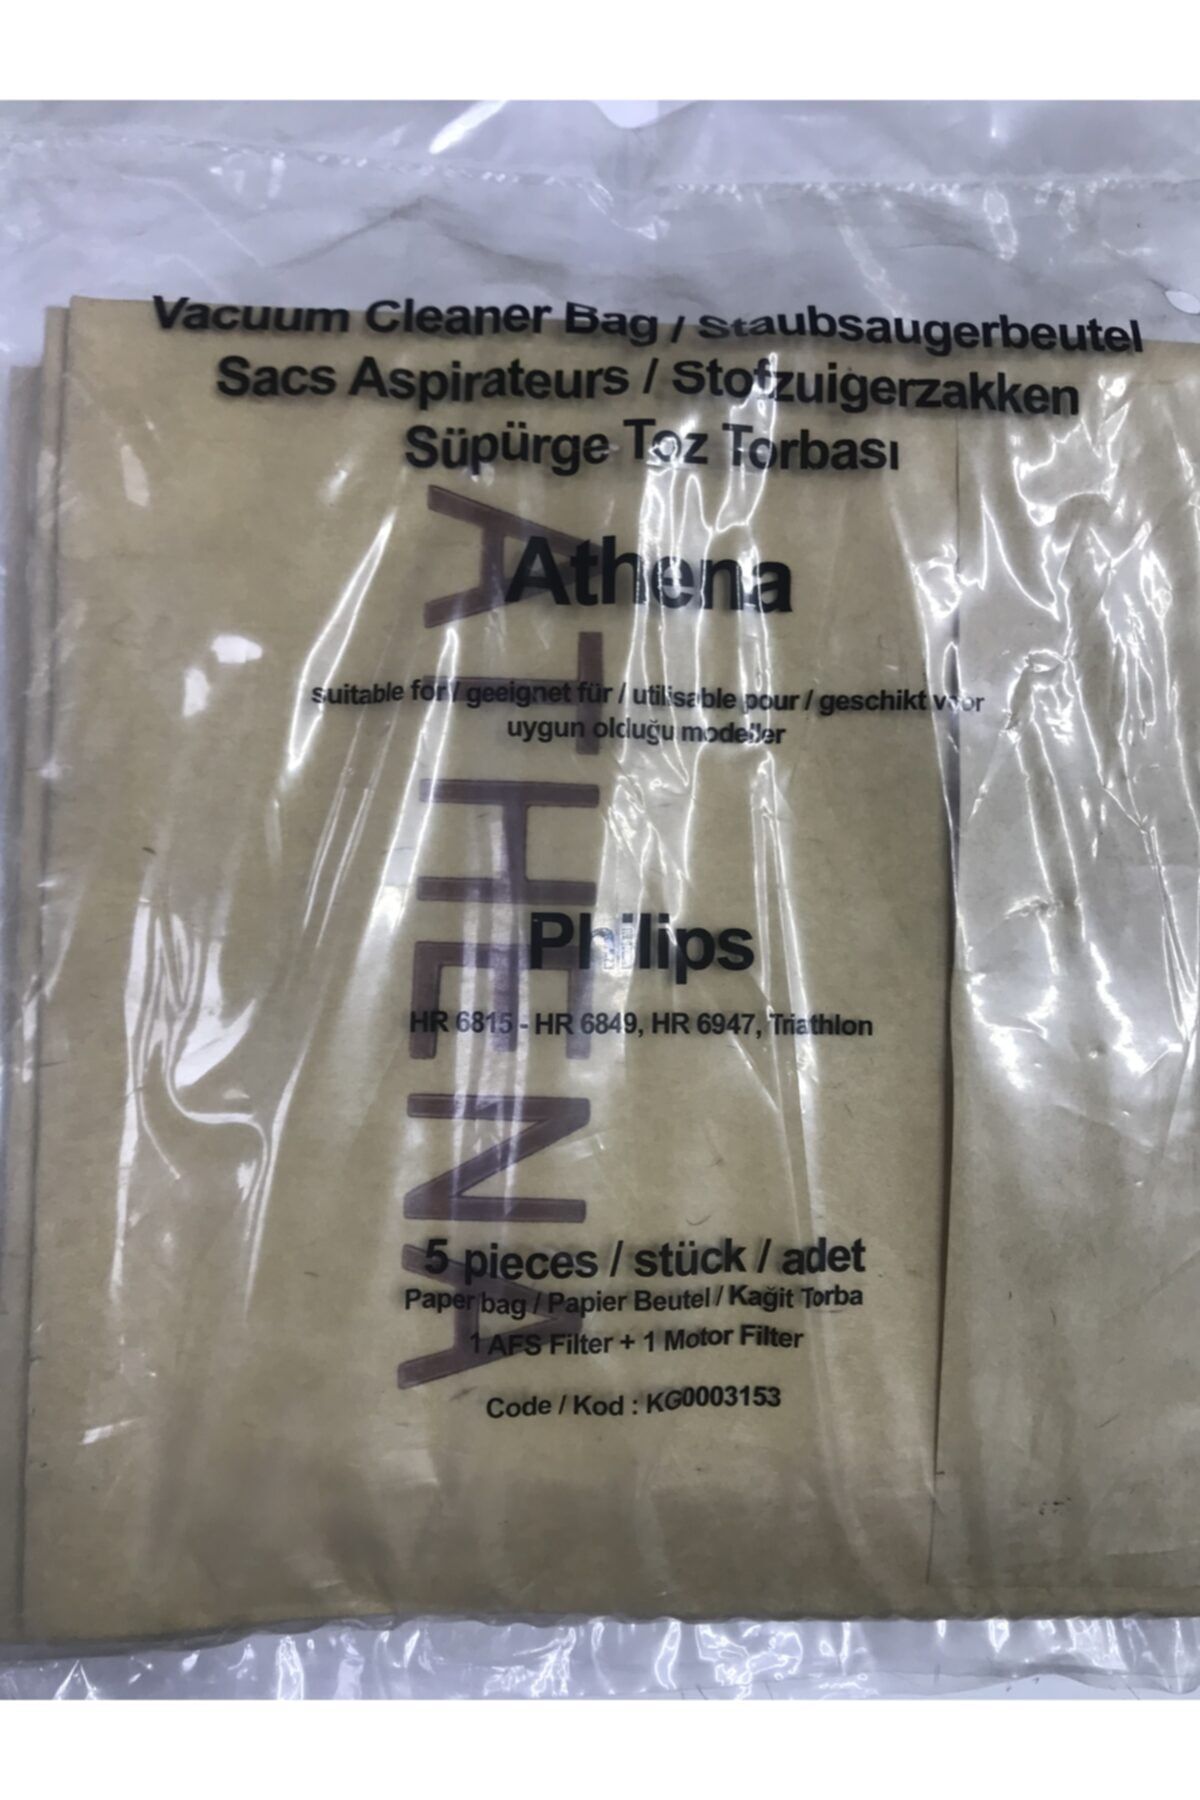 Vacuum Cleaner Bag / Staubsaugerbeutel
Sacs Aspirateurs / Stofzuigerzakken
Süpürge Toz Torbası
Athena
suitable for / geeignet für / utilisable pour / geschikt voor
uygun olduğu modeller
ATHENA
Philips
HR 6815 - HR 6849, HR 6947, Triathlon
5 pieces / stück / adet
Paper bag / Papier Beutel / Kağit Torba
1 AFS Filter + 1 Motor Filter
Code / Kod : KG0003153